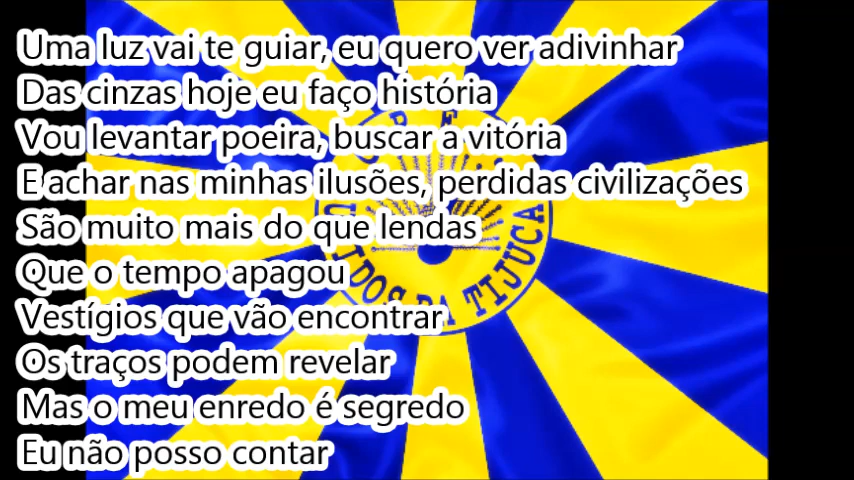 Uma luz vai te guiar, eu quero ver adivinhar
Das cinzas hoje eu faço história
Vou levantar poeira, buscar a vitória
E achar nas minhas ilusões, perdidas civilizações
São muito mais do que lendas
Que o tempo apagou
Vestígios que vão encontrar
Os traços podem revelar
Mas o meu enredo é segredo
Eu não posso contar
TIJUCA